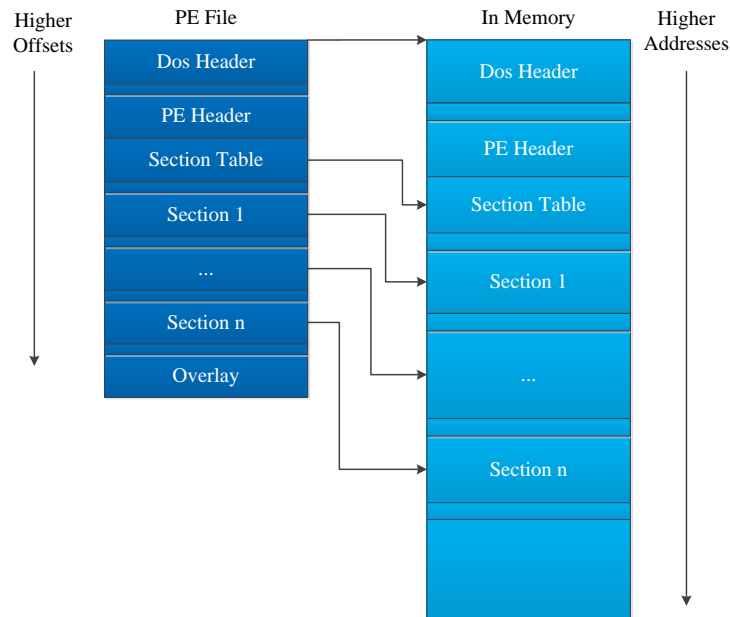 Higher
Offsets
PE File
Dos Header
PE Header
Section Table
Section 1
...
Section n
Overlay
In Memory
Dos Header
PE Header
Section Table
Section 1
...
Section n
Higher
Addresses